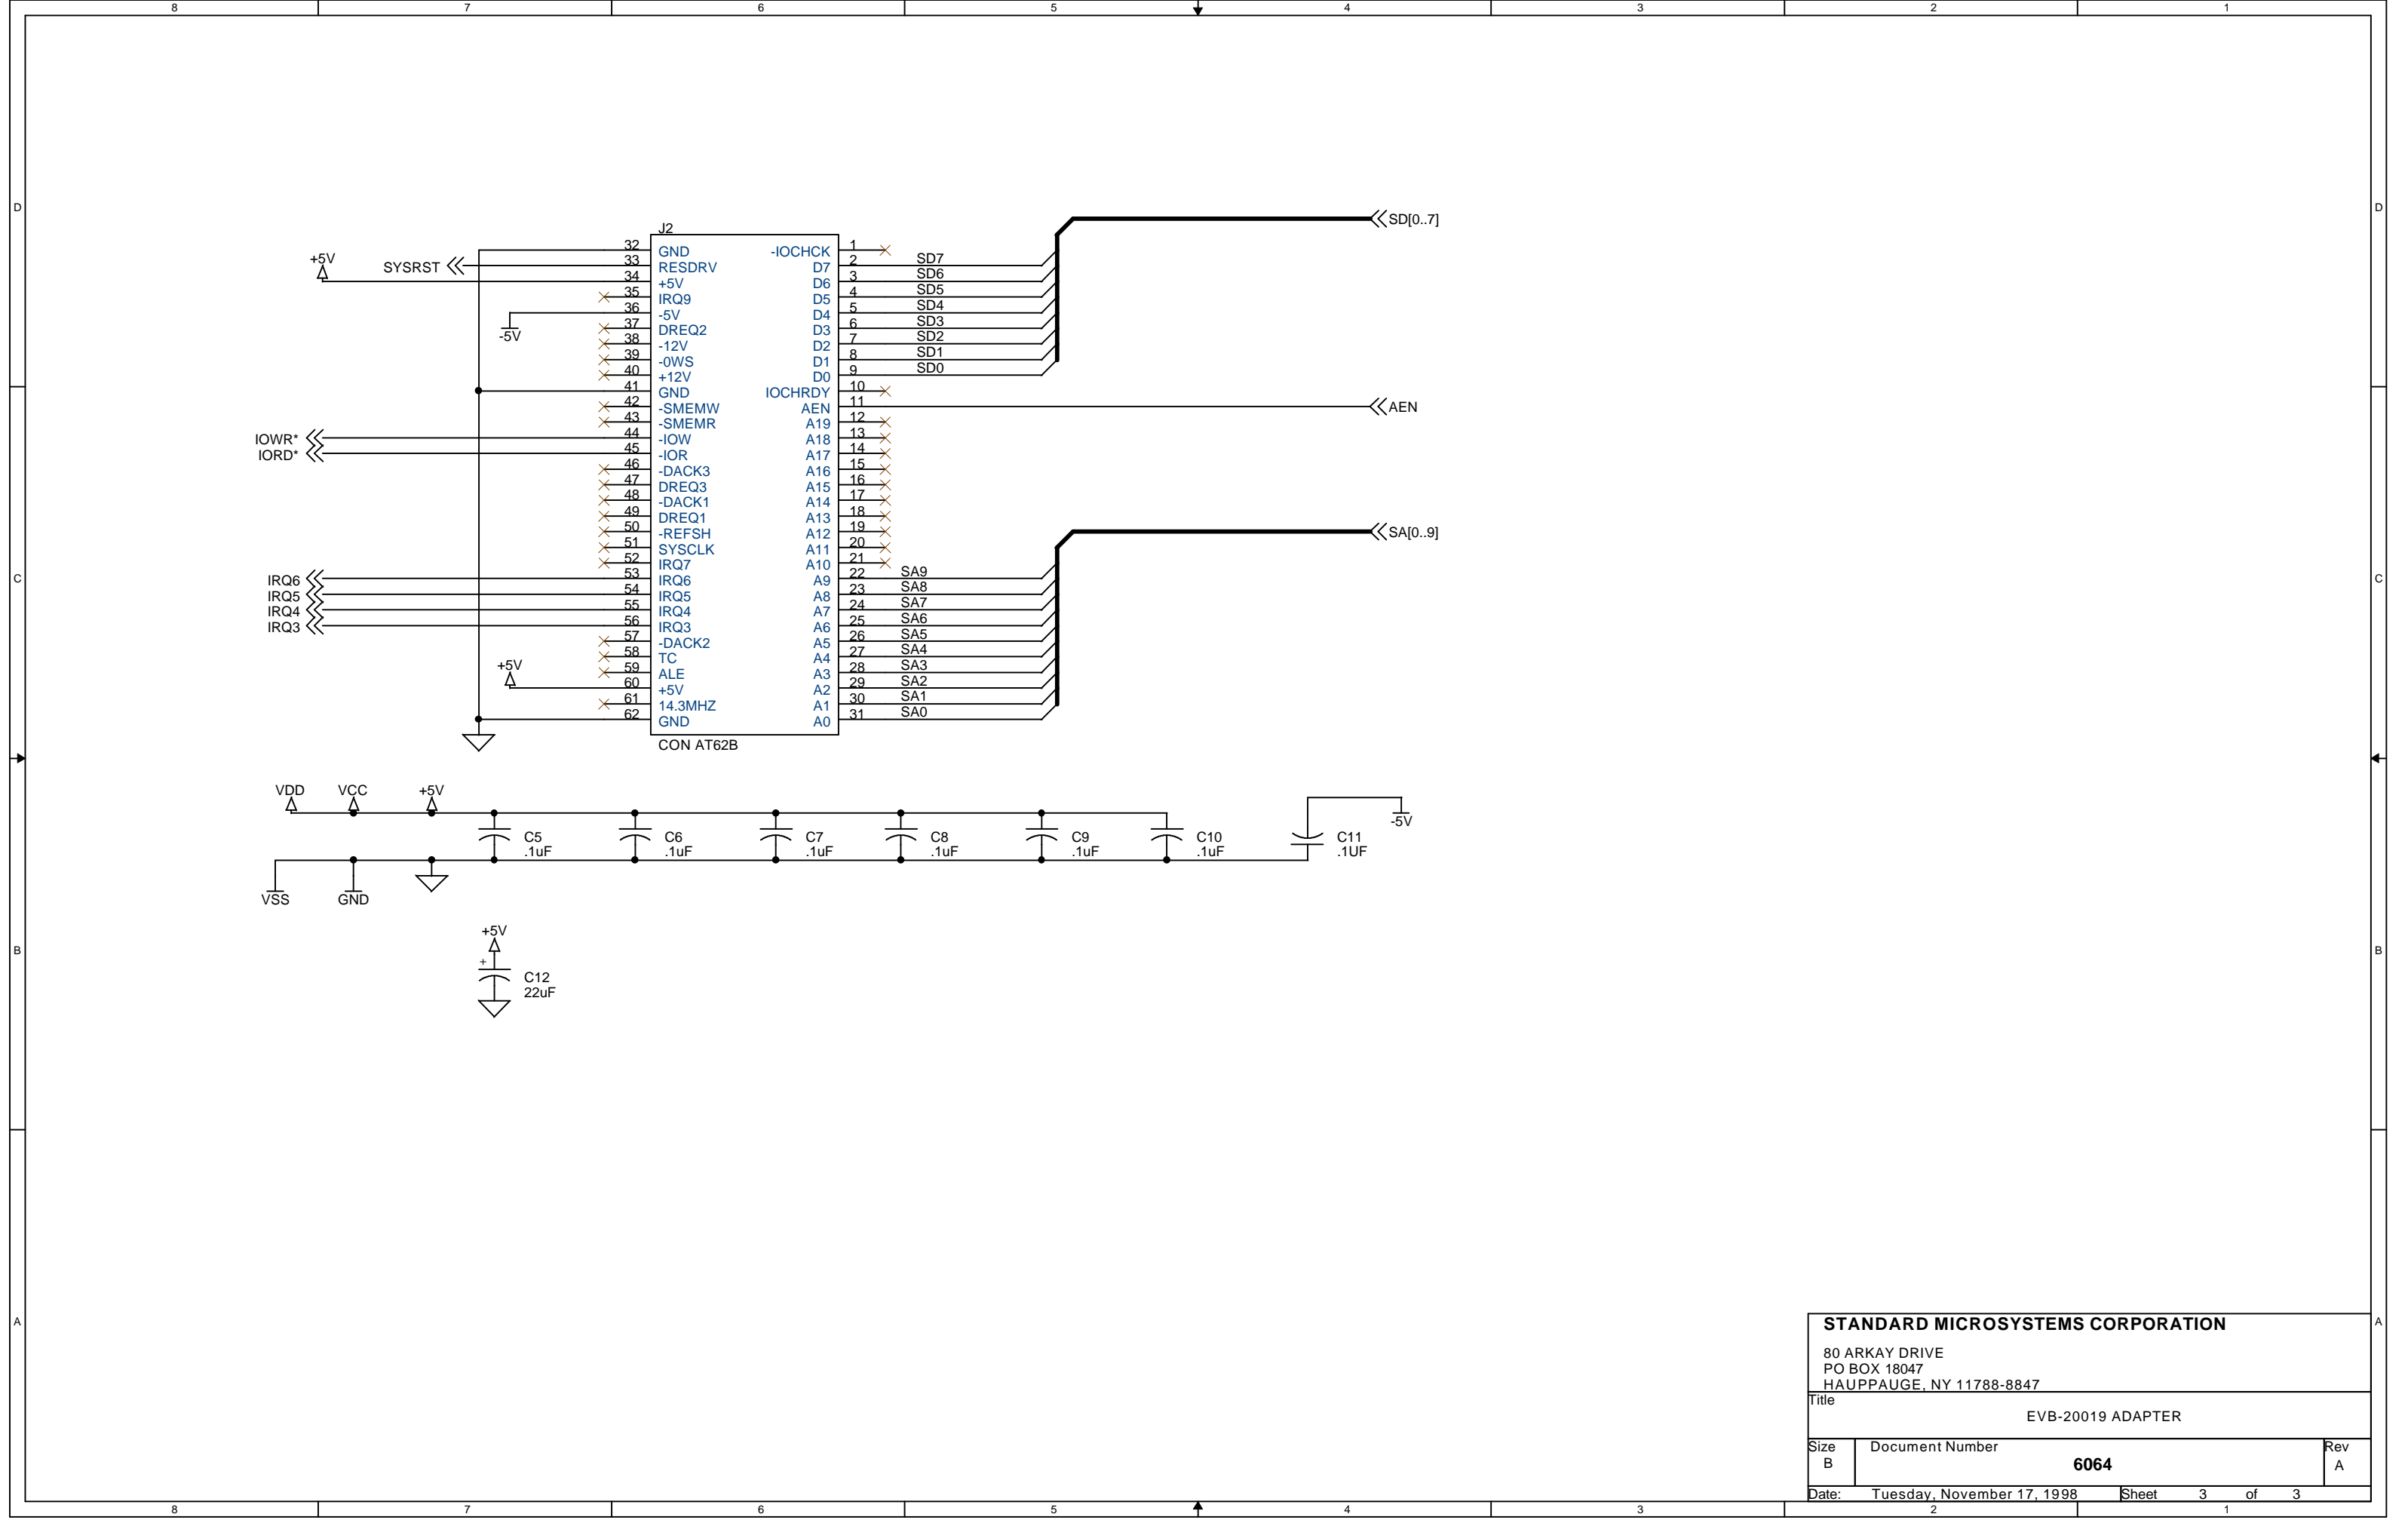 8 7 6 5 4 3 2 1
D D
C C
B B
A A
J2
32 GND -IOCHCK 1
33 RESDRV D7 2 SD7
34 +5V D6 3 SD6
35 IRQ9 D5 4 SD5
36 -5V D4 5 SD4
37 DREQ2 D3 6 SD3
38 -12V D2 7 SD2
39 -0WS D1 8 SD1
40 +12V D0 9 SD0
41 GND IOCHRDY 10
42 -SMEMW AEN 11
43 -SMEMR A19 12
44 -IOW A18 13
45 -IOR A17 14
46 -DACK3 A16 15
47 DREQ3 A15 16
48 -DACK1 A14 17
49 DREQ1 A13 18
50 -REFSH A12 19
51 SYSCLK A11 20
52 IRQ7 A10 21
53 IRQ6 A9 22 SA9
54 IRQ5 A8 23 SA8
55 IRQ4 A7 24 SA7
56 IRQ3 A6 25 SA6
57 -DACK2 A5 26 SA5
58 TC A4 27 SA4
59 ALE A3 28 SA3
60 +5V A2 29 SA2
61 14.3MHZ A1 30 SA1
62 GND A0 31 SA0
CON AT62B
+5V
SYSRST
-5V
IOWR*
IORD*
IRQ6
IRQ5
IRQ4
IRQ3
+5V
SD[0..7]
AEN
SA[0..9]
VDD VCC +5V
C5 C6 C7 C8 C9 C10 C11
.1uF .1uF .1uF .1uF .1uF .1uF .1UF
-5V
VSS GND
+5V
+
C12
22uF
STANDARD MICROSYSTEMS CORPORATION
80 ARKAY DRIVE
PO BOX 18047
HAUPPAUGE, NY 11788-8847
Title
EVB-20019 ADAPTER
Size Document Number Rev
B 6064 A
Date: Tuesday, November 17, 1998 Sheet 3 of 3
8 7 6 5 4 3 2 1